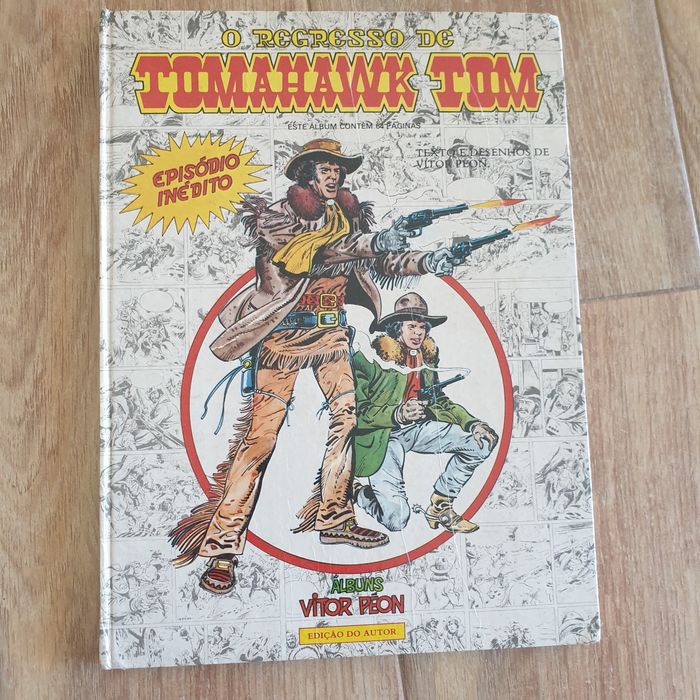 O REGRESSO DE
TOMAHAWK TOM
ESTE ÁLBUM CONTÉM 64 PÁGINAS
TEXTO E DESENHOS DE
VÍTOR PÉON
EPISÓDIO
INÉDITO
ÁLBUNS
VÍTOR PÉON
EDIÇÃO DO AUTOR